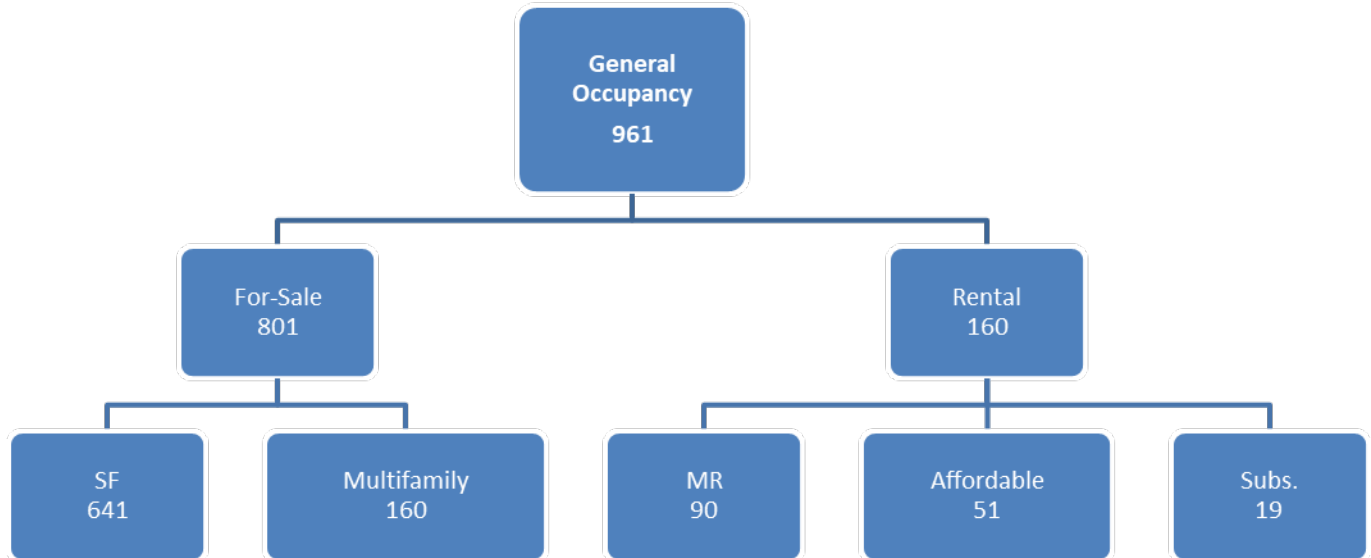 General
Occupancy
961
For-Sale
801
Rental
160
SF
641
Multifamily
160
MR
90
Affordable
51
Subs.
19